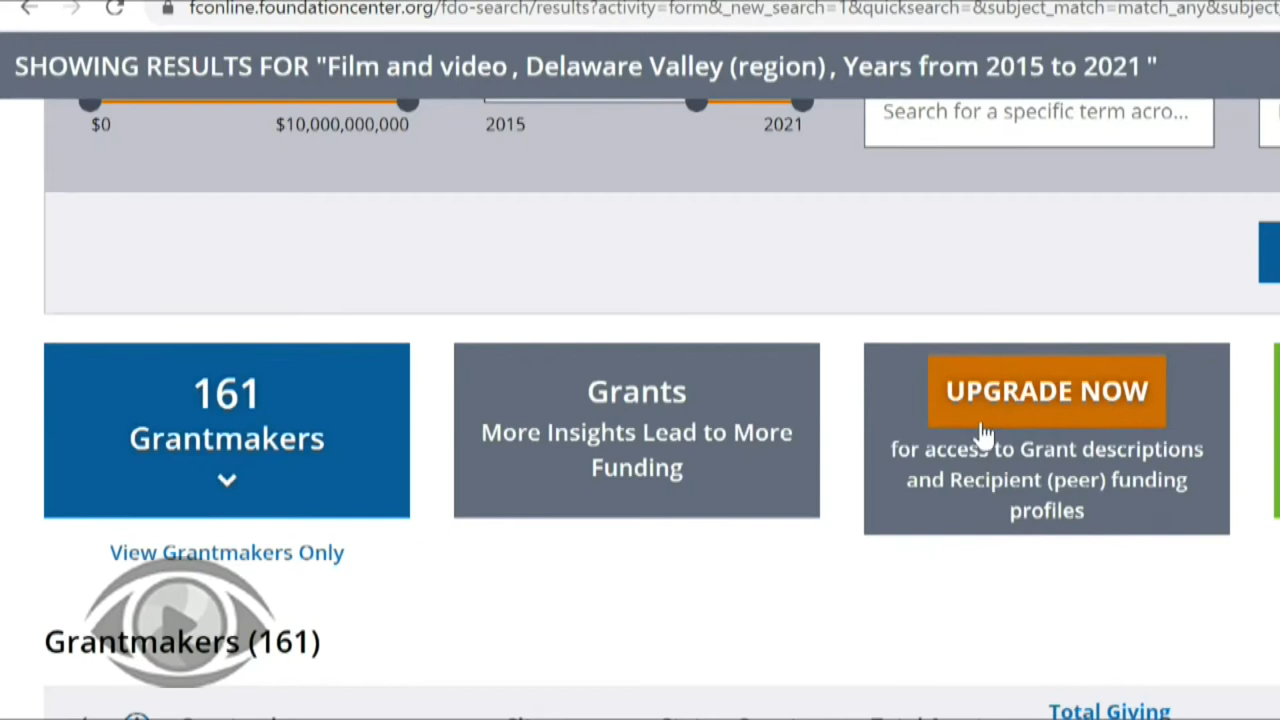 fconline.foundationcenter.org/fdo-search/results?activity=form&_new_search=1&quicksearch=&subject_match=match_any&subject
SHOWING RESULTS FOR "Film and video , Delaware Valley (region) , Years from 2015 to 2021 "
$0 $10,000,000,000 2015 2021 Search for a specific term acro...
161
Grantmakers
Grants
More Insights Lead to More
Funding
UPGRADE NOW
for access to Grant descriptions
and Recipient (peer) funding
profiles
View Grantmakers Only
Grantmakers (161)
Total Giving